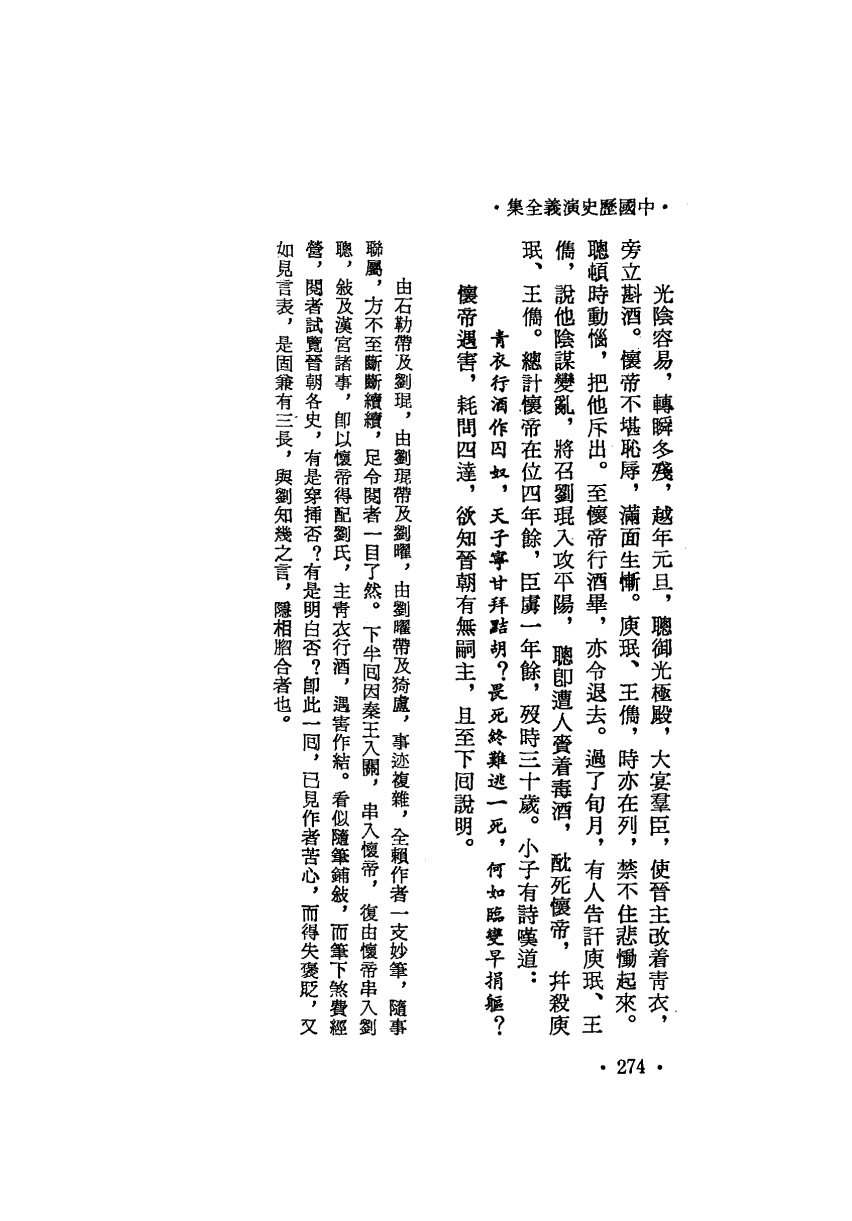 ·中國歷史演義全集·
光陰容易，轉瞬冬殘，越年元旦，聰御光極殿，大宴羣臣，使晉主改着青衣，
旁立斟酒。懷帝不堪恥辱，滿面生慚。庾珉、王儁，時亦在列，禁不住悲慟起來。
聰頓時動惱，把他斥出。至懷帝行酒畢，亦令退去。過了旬月，有人告訐庾珉、王
儁，說他陰謀變亂，將召劉琨入攻平陽，聰卽遣人賫着毒酒，酖死懷帝，幷殺庾
珉、王儁。總計懷帝在位四年餘，臣虜一年餘，歿時三十歲。小子有詩嘆道：
青衣行酒作囚奴，天子寧甘拜黠胡？畏死終難逃一死，何如臨變早捐軀？
懷帝遇害，耗問四達，欲知晉朝有無嗣主，且至下囘說明。
由石勒帶及劉琨，由劉琨帶及劉曜，由劉曜帶及猗盧，事迹複雜，全賴作者一支妙筆，隨事
聯屬，方不至斷斷續續，足令閱者一目了然。下半囘因秦王入關，串入懷帝，復由懷帝串入劉
聰，敍及漢宮諸事，卽以懷帝得配劉氏，主靑衣行酒，遇害作結。看似隨筆鋪敍，而筆下煞費經
營，閱者試覽晉朝各史，有是穿揷否？有是明白否？卽此一囘，已見作者苦心，而得失褒貶，又
如見言表，是固兼有三長，與劉知幾之言，隱相脗合者也。
·274·